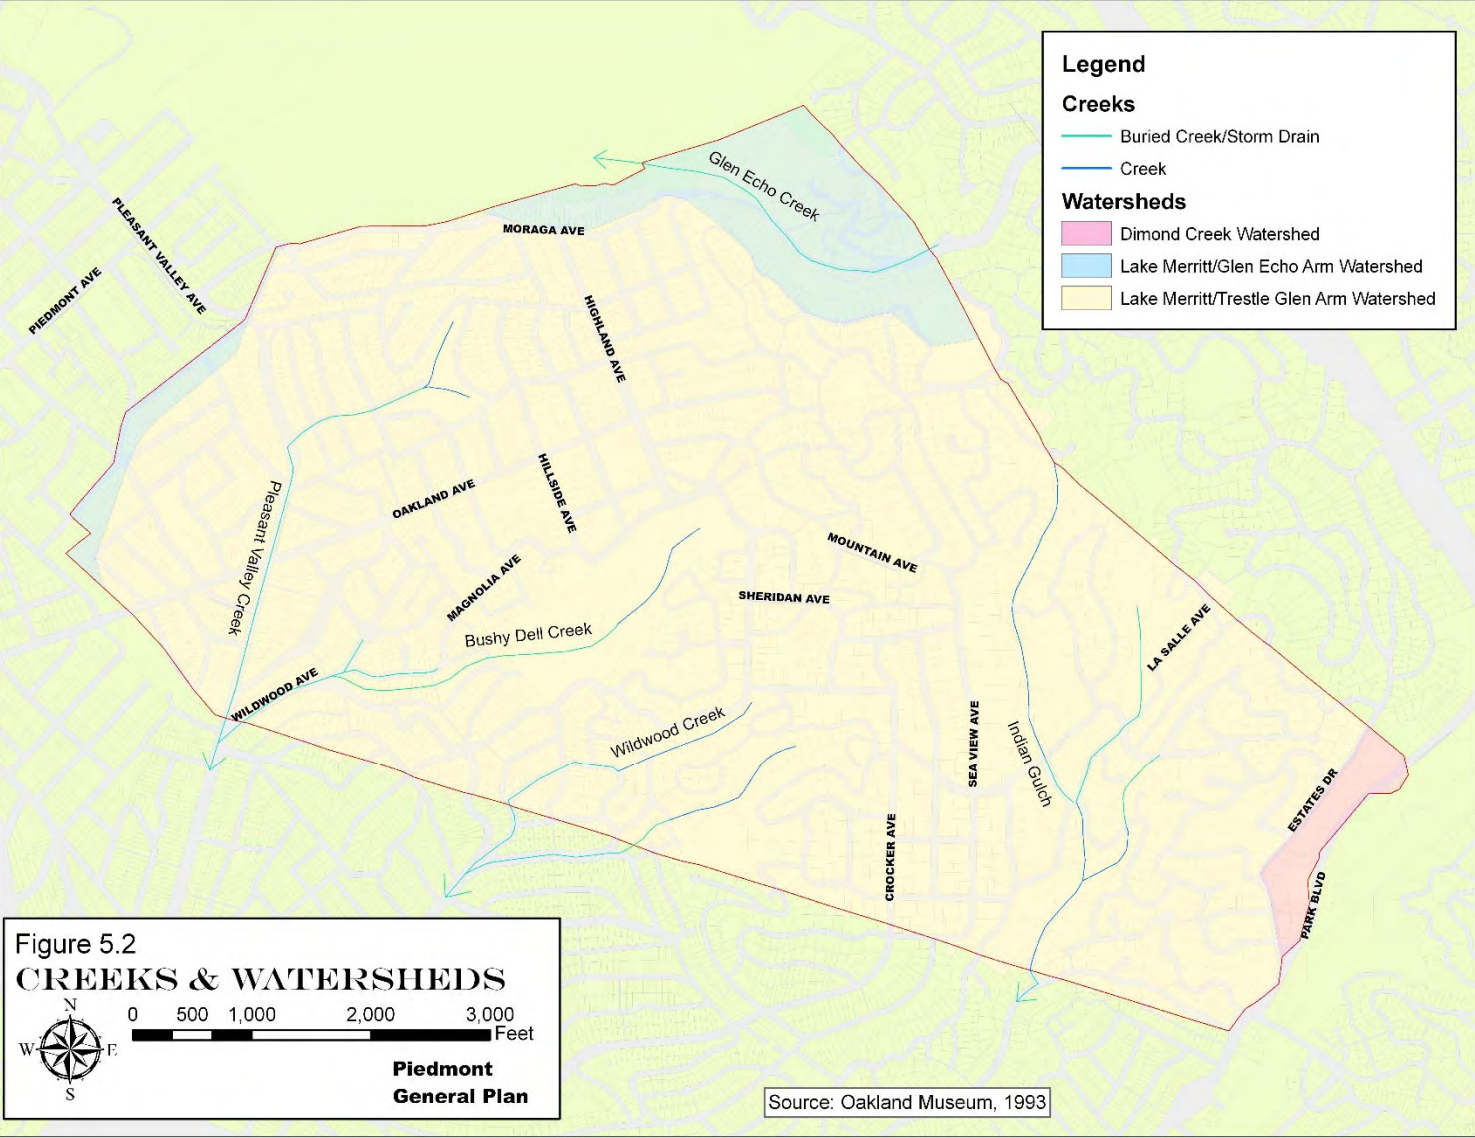 Legend
Creeks
Buried Creek/Storm Drain
Creek
Watersheds
Dimond Creek Watershed
Lake Merritt/Glen Echo Arm Watershed
Lake Merritt/Trestle Glen Arm Watershed
Glen Echo Creek
MORAGA AVE
PLEASANT VALLEY AVE
PIEDMONT AVE
HIGHLAND AVE
OAKLAND AVE
HILLSIDE AVE
Pleasant Valley Creek
MAGNOLIA AVE
MOUNTAIN AVE
SHERIDAN AVE
Bushy Dell Creek
LA SALLE AVE
WILDWOOD AVE
Wildwood Creek
SEA VIEW AVE
Indian Gulch
ESTATES DR
CROCKER AVE
PARK BLVD
Figure 5.2
CREEKS & WATERSHEDS
N
W E
S
0 500 1,000 2,000 3,000
Feet
Piedmont
General Plan
Source: Oakland Museum, 1993